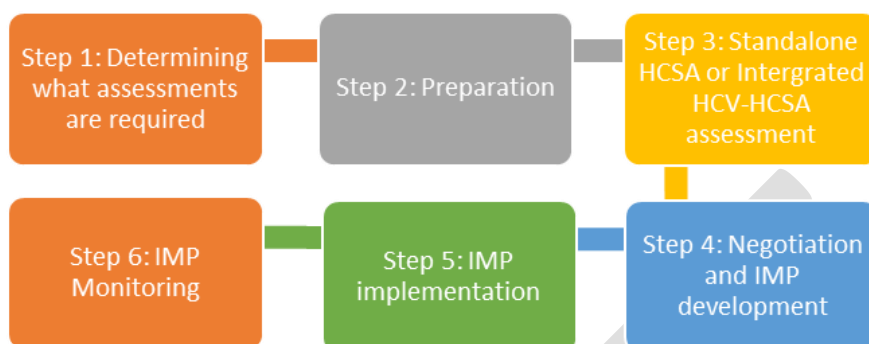 Step 1: Determining
what assessments
are required
Step 2: Preparation
Step 3: Standalone
HCSA or Intergrated
HCV-HCSA
assessment
Step 4: Negotiation
and IMP
development
Step 5: IMP
implementation
Step 6: IMP
Monitoring